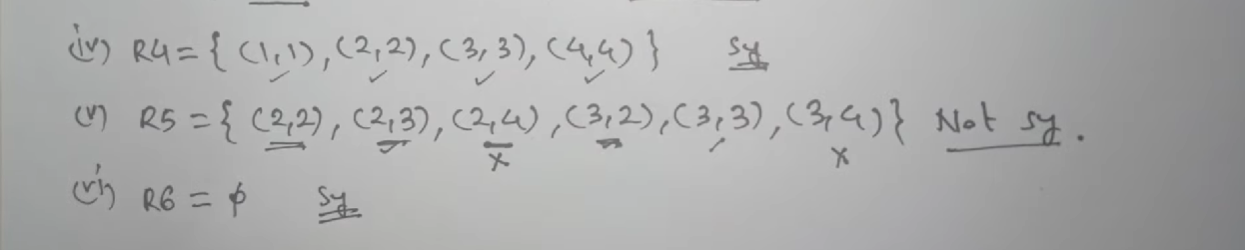 (iv) R4 = { (1,1), (2,2), (3,3), (4,4) } Sy
(v) R5 = { (2,2), (2,3), (2,4), (3,2), (3,3), (3,4) } Not sy.
(vi) R6 = ϕ Sy